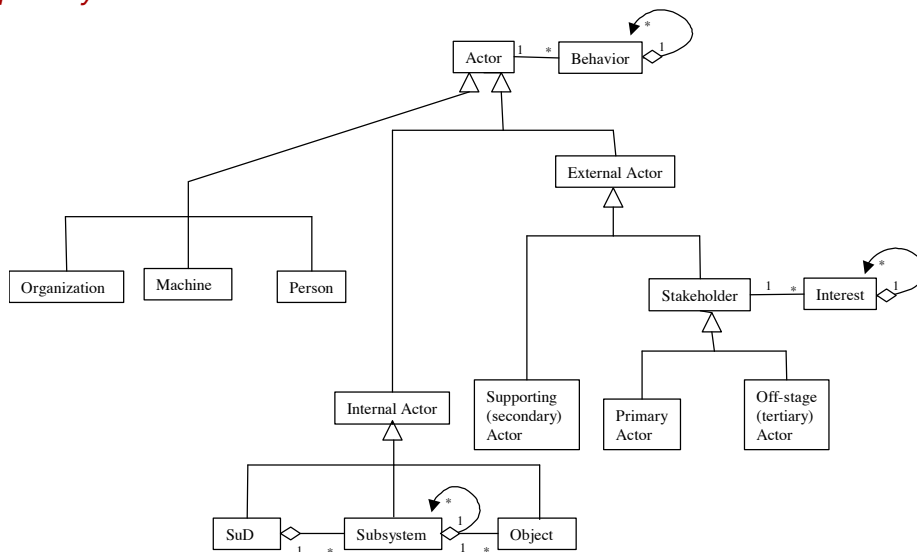 Actor
1
*
Behavior
*
1
External Actor
Organization
Machine
Person
Stakeholder
1
*
Interest
*
1
Internal Actor
Supporting
(secondary)
Actor
Primary
Actor
Off-stage
(tertiary)
Actor
SuD
1
*
Subsystem
*
1
1
*
Object